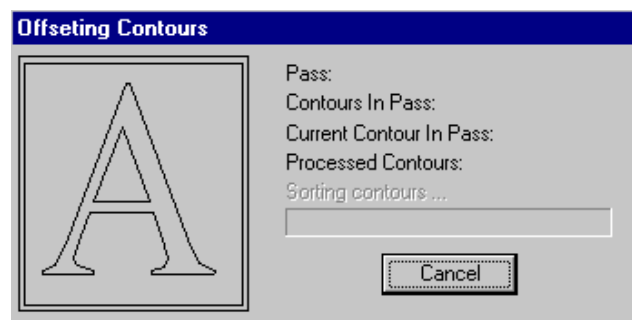 Offseting Contours
A
Pass:
Contours In Pass:
Current Contour In Pass:
Processed Contours:
Sorting contours ...
Cancel